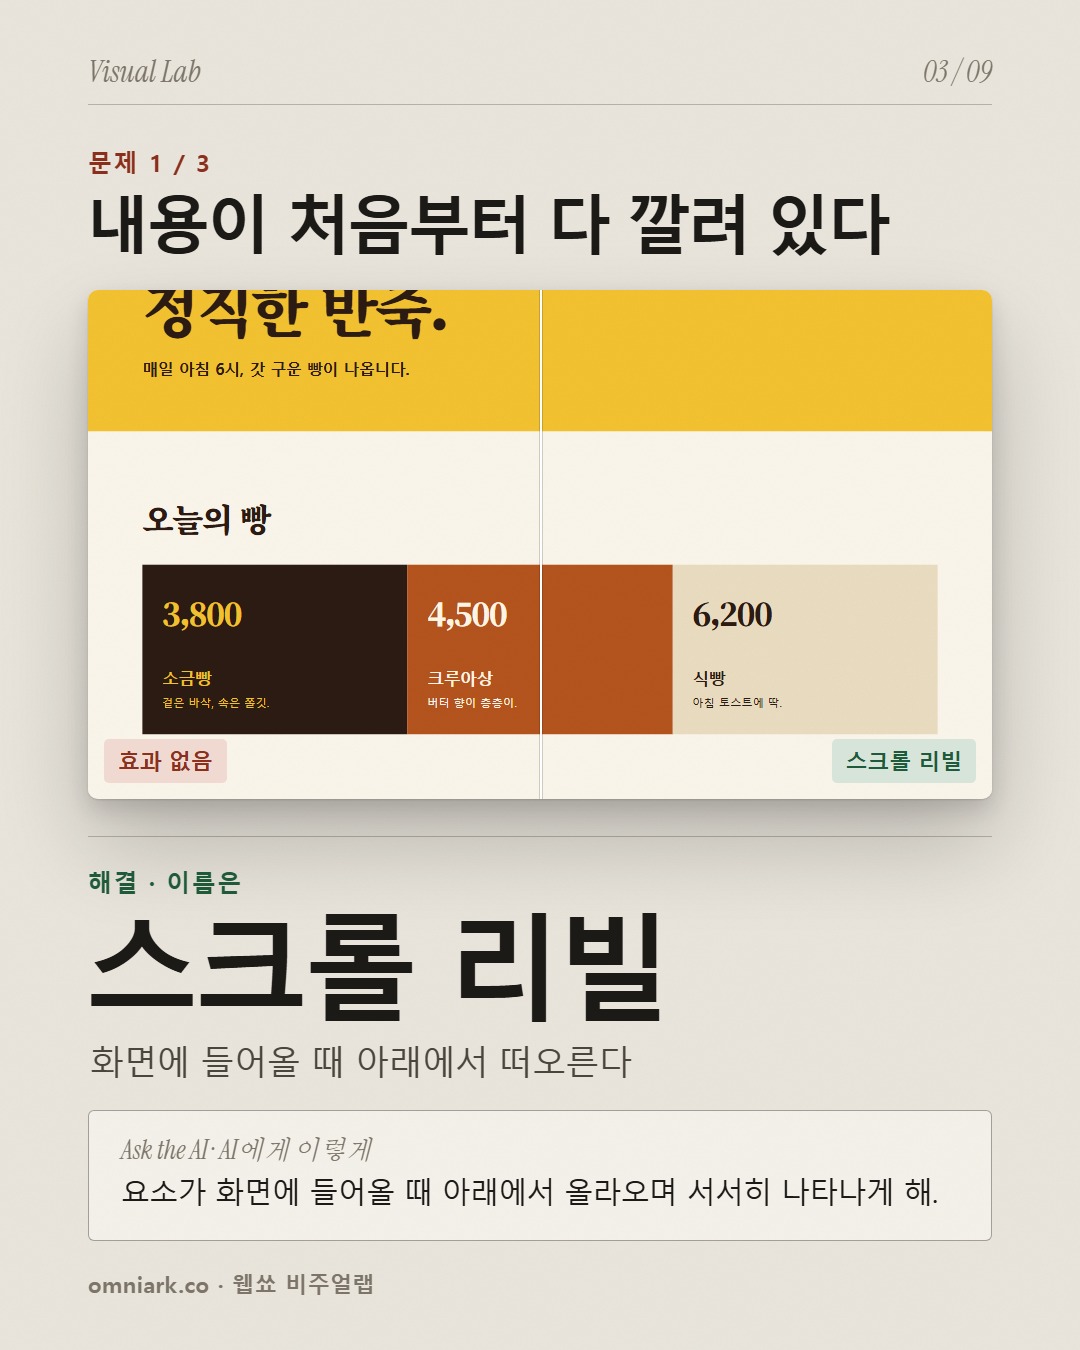 Visual Lab
03 / 09
문제 1 / 3
내용이 처음부터 다 깔려 있다
정직한 반죽.
매일 아침 6시, 갓 구운 빵이 나옵니다.
오늘의 빵
3,800
소금빵
겉은 바삭, 속은 쫄깃.
4,500
크루아상
버터 향이 층층이.
6,200
식빵
아침 토스트에 딱.
효과 없음
스크롤 리빌
해결 · 이름은
스크롤 리빌
화면에 들어올 때 아래에서 떠오른다
Ask the AI · AI에게 이렇게
요소가 화면에 들어올 때 아래에서 올라오며 서서히 나타나게 해.
omniark.co · 웹쑈 비주얼랩